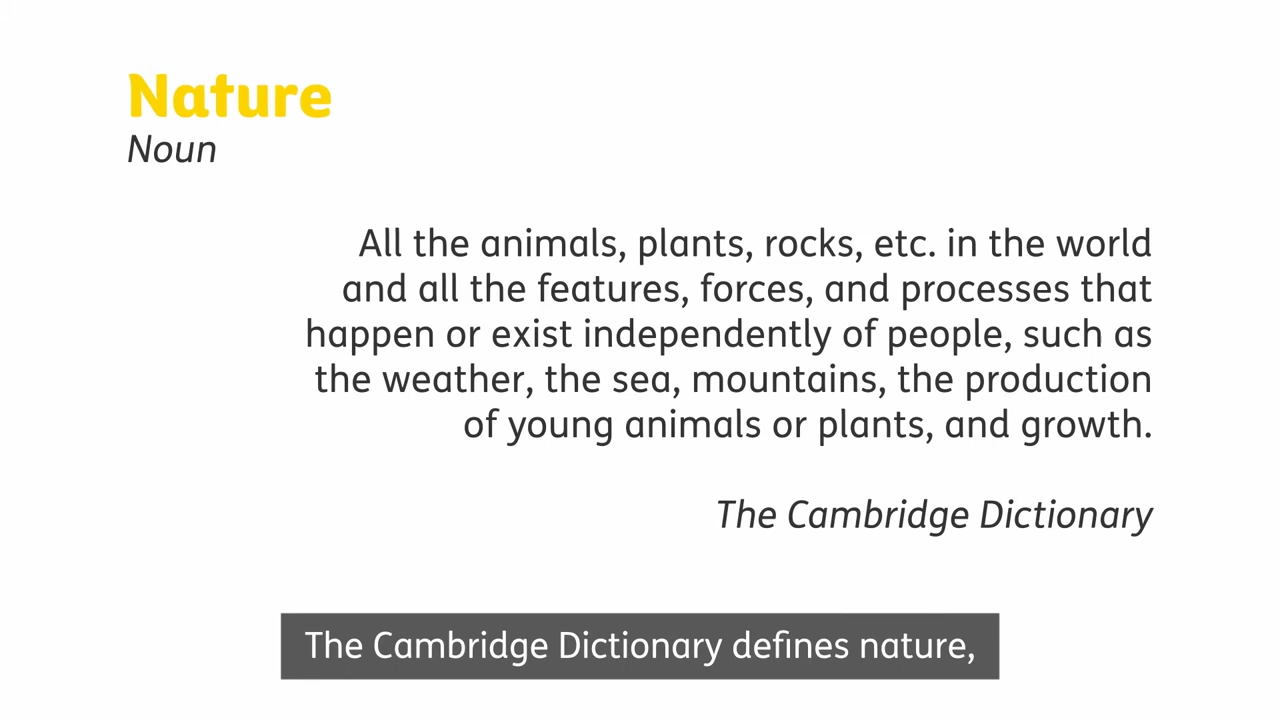 Nature
Noun
All the animals, plants, rocks, etc. in the world
and all the features, forces, and processes that
happen or exist independently of people, such as
the weather, the sea, mountains, the production
of young animals or plants, and growth.
The Cambridge Dictionary
The Cambridge Dictionary defines nature,